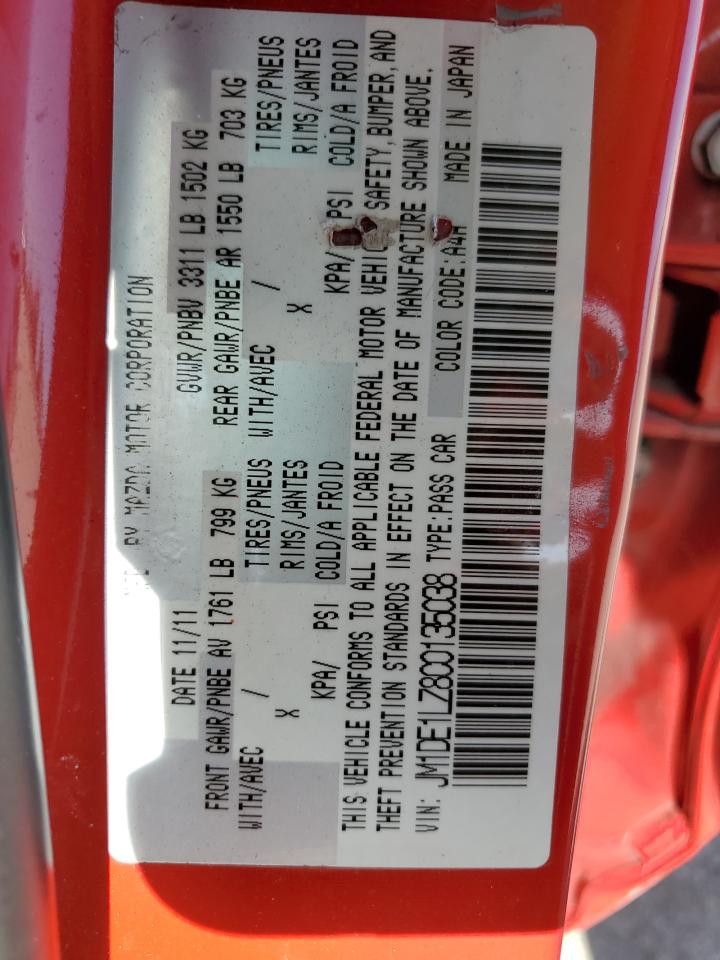 BY MAZDA MOTOR CORPORATION
DATE 11/11 GVWR/PNBV 3311 LB 1502 KG
FRONT GAWR/PNBE AV 1761 LB 799 KG REAR GAWR/PNBE AR 1550 LB 703 KG
WITH/AVEC / TIRES/PNEUS WITH/AVEC / TIRES/PNEUS
X RIMS/JANTES X RIMS/JANTES
KPA/ PSI COLD/A FROID KPA/ PSI COLD/A FROID
THIS VEHICLE CONFORMS TO ALL APPLICABLE FEDERAL MOTOR VEHICLE SAFETY, BUMPER, AND
THEFT PREVENTION STANDARDS IN EFFECT ON THE DATE OF MANUFACTURE SHOWN ABOVE.
VIN: JM1DE1LZ8C0135038 TYPE:PASS CAR COLOR CODE:A4A MADE IN JAPAN